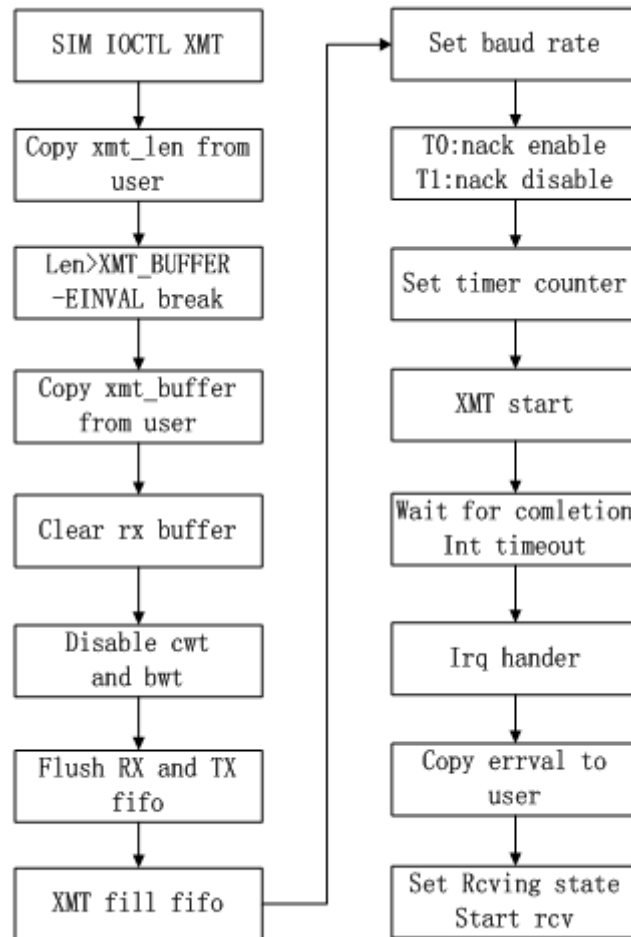 SIM IOCTL XMT
Copy xmt_len from
user
Len>XMT_BUFFER
-EINVAL break
Copy xmt_buffer
from user
Clear rx buffer
Disable cwt
and bwt
Flush RX and TX
fifo
XMT fill fifo
Set baud rate
T0:nack enable
T1:nack disable
Set timer counter
XMT start
Wait for comletion
Int timeout
Irq hander
Copy errval to
user
Set Rcving state
Start rcv